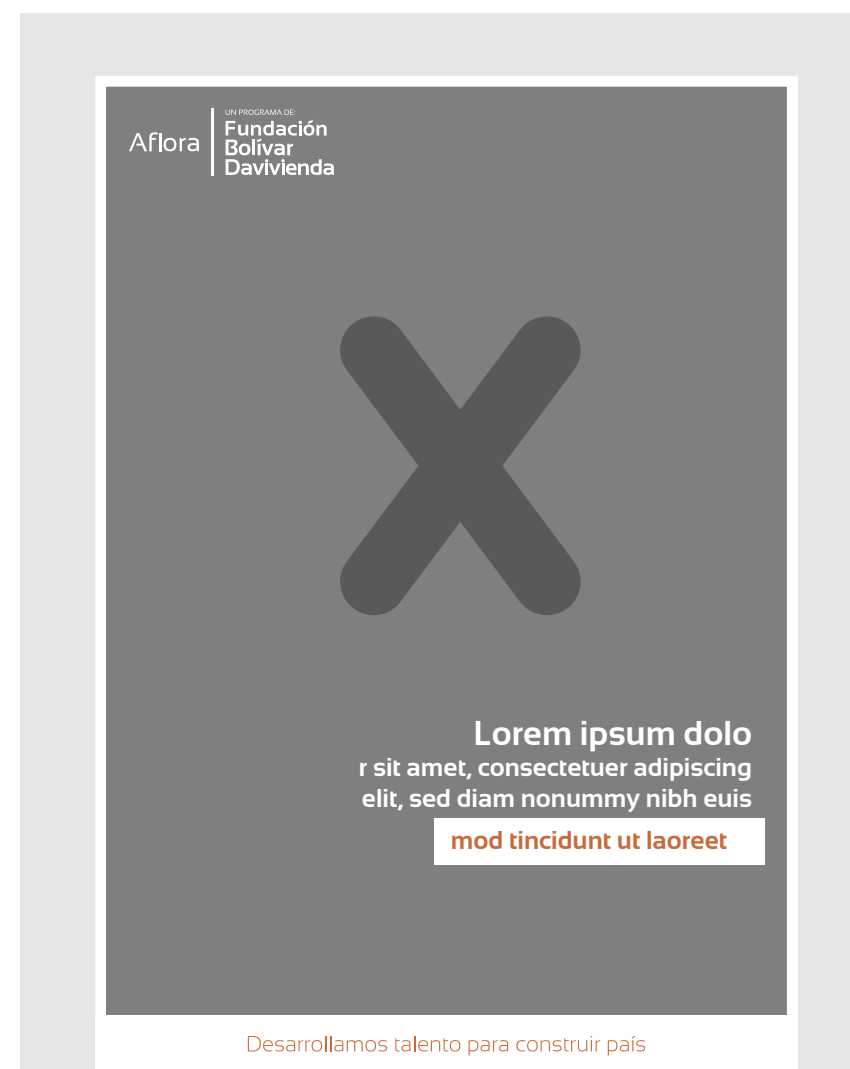 Aflora
UN PROGRAMA DE:
Fundación
Bolívar
Davivienda
Lorem ipsum dolo
r sit amet, consectetuer adipiscing
elit, sed diam nonummy nibh euis
mod tincidunt ut laoreet
Desarrollamos talento para construir país